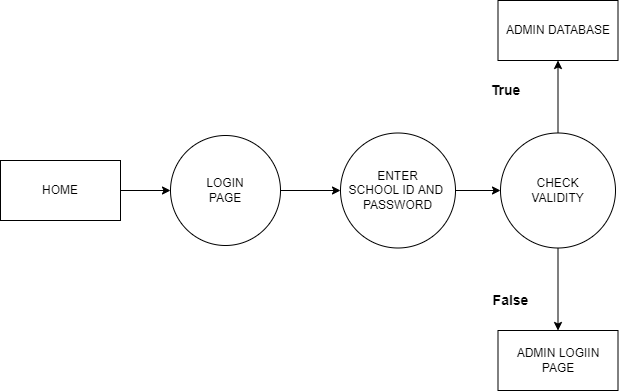 ADMIN DATABASE
True
HOME
LOGIN
PAGE
ENTER
SCHOOL ID AND
PASSWORD
CHECK
VALIDITY
False
ADMIN LOGIIN
PAGE